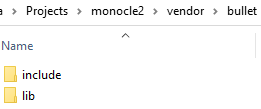 a > Projects > monocle2 > vendor > bullet
Name
include
lib